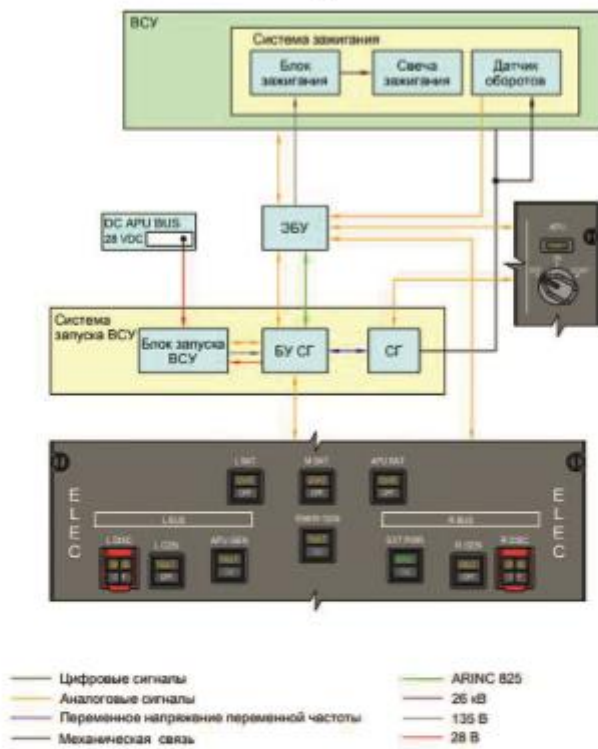 ВСУ
Система зажигания
Блок зажигания
Свеча зажигания
Датчик оборотов
DC APU BUS
28 VDC
ЭБУ
APU
Система запуска ВСУ
Блок запуска ВСУ
БУ СГ
СГ
L BAT
M BAT
APU BAT
ELEC
L BUS
R BUS
ELEC
L DISC
L GEN
APU GEN
EXT PWR
R GEN
R DISC
Цифровые сигналы
Аналоговые сигналы
Переменное напряжение переменной частоты
Механическая связь
ARINC 825
26 кВ
135 В
28 В